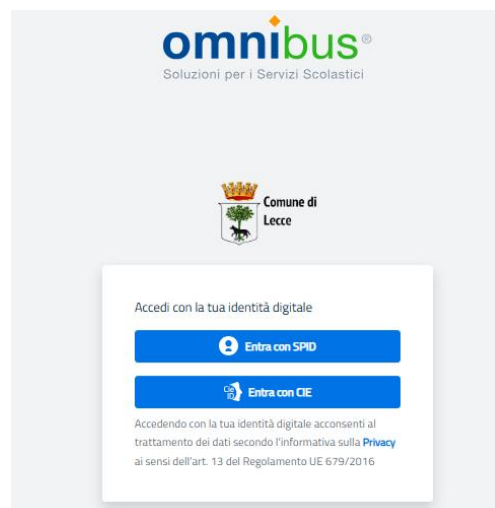 omnibus®
Soluzioni per i Servizi Scolastici
Comune di
Lecce
Accedi con la tua identità digitale
Entra con SPID
CIE ID Entra con CIE
Accedendo con la tua identità digitale acconsenti al
trattamento dei dati secondo l'informativa sulla Privacy
ai sensi dell'art. 13 del Regolamento UE 679/2016